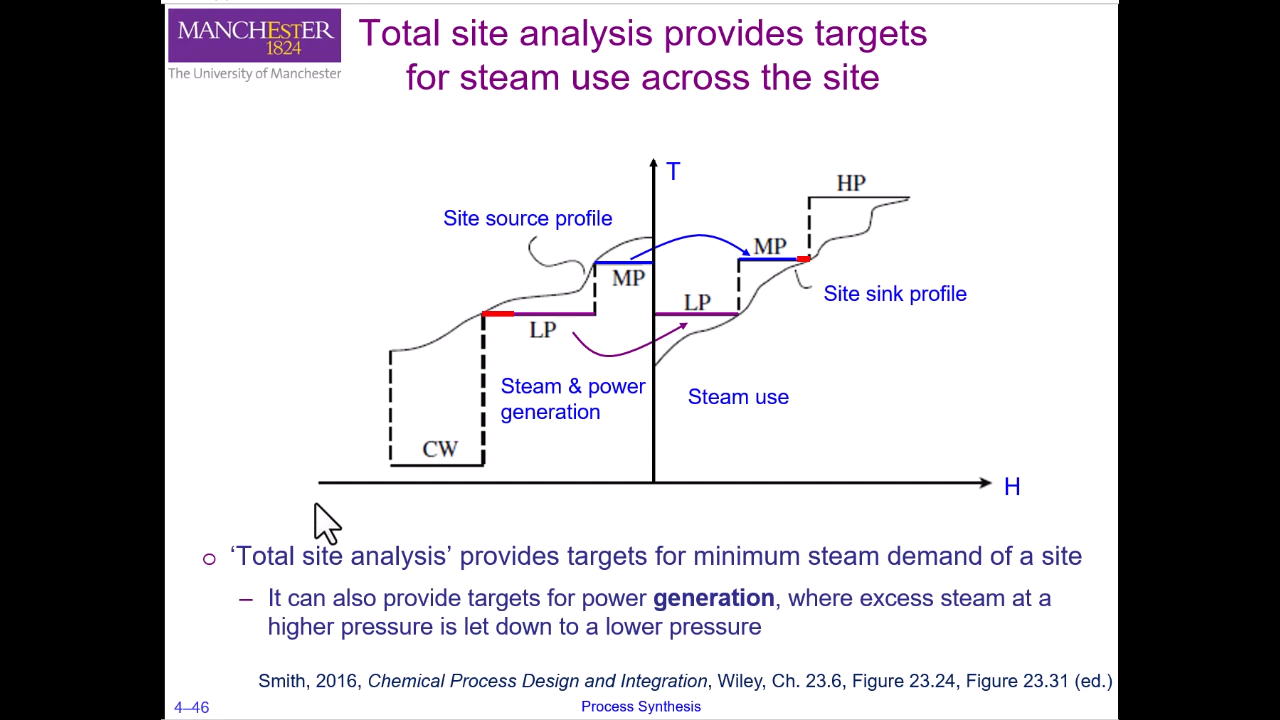 MANCHESTER
1824
The University of Manchester
Total site analysis provides targets
for steam use across the site
T
HP
Site source profile
MP
MP
Site sink profile
LP
LP
Steam & power
generation
Steam use
CW
H
‘Total site analysis’ provides targets for minimum steam demand of a site
– It can also provide targets for power generation, where excess steam at a
higher pressure is let down to a lower pressure
Smith, 2016, Chemical Process Design and Integration, Wiley, Ch. 23.6, Figure 23.24, Figure 23.31 (ed.)
4–46
Process Synthesis